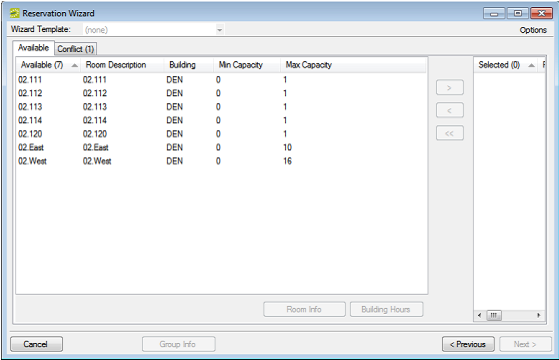 Reservation Wizard
Wizard Template: (none) Options
Available Conflict (1)
Available (7) Room Description Building Min Capacity Max Capacity Selected (0)
02.111 02.111 DEN 0 1
02.112 02.112 DEN 0 1
02.113 02.113 DEN 0 1
02.114 02.114 DEN 0 1
02.120 02.120 DEN 0 1
02.East 02.East DEN 0 10
02.West 02.West DEN 0 16
>
<
<<
Room Info Building Hours
Cancel Group Info < Previous Next >